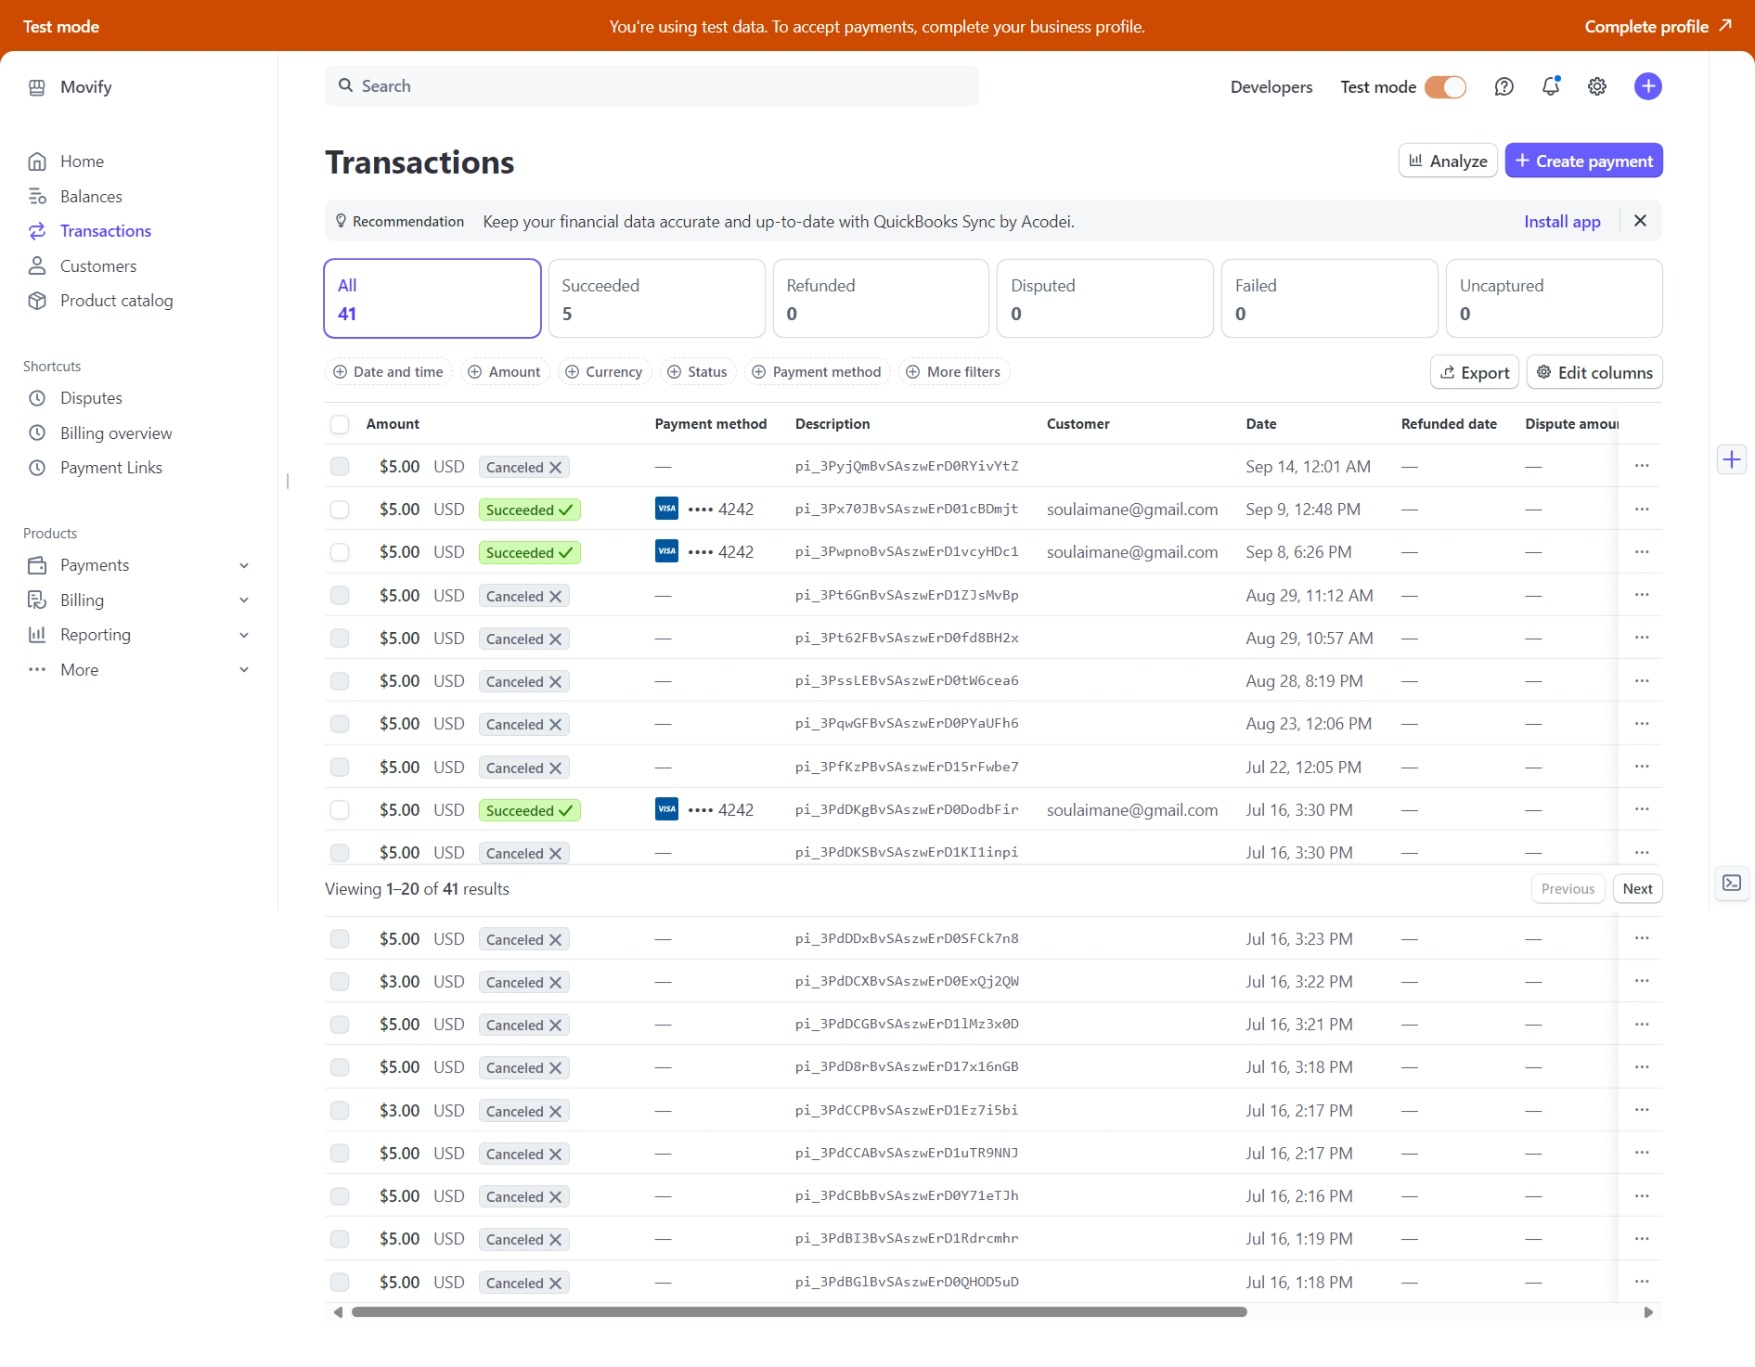 Test mode
You're using test data. To accept payments, complete your business profile.
Complete profile
Movify
Search
Developers
Test mode
Home
Balances
Transactions
Customers
Product catalog
Shortcuts
Disputes
Billing overview
Payment Links
Products
Payments
Billing
Reporting
More
Transactions
Analyze
Create payment
Recommendation Keep your financial data accurate and up-to-date with QuickBooks Sync by Acodei.
Install app
All
41
Succeeded
5
Refunded
0
Disputed
0
Failed
0
Uncaptured
0
Date and time
Amount
Currency
Status
Payment method
More filters
Export
Edit columns
Amount Payment method Description Customer Date Refunded date Dispute amou
$5.00 USD Canceled — pi_3PyjQmBvSAszwErD0RYivYtZ Sep 14, 12:01 AM — —
$5.00 USD Succeeded VISA •••• 4242 pi_3Px70JBvSAszwErD01cBDmjt soulaimane@gmail.com Sep 9, 12:48 PM — —
$5.00 USD Succeeded VISA •••• 4242 pi_3PwpnoBvSAszwErD1vcyHDc1 soulaimane@gmail.com Sep 8, 6:26 PM — —
$5.00 USD Canceled — pi_3Pt6GnBvSAszwErD1ZJsMvBp Aug 29, 11:12 AM — —
$5.00 USD Canceled — pi_3Pt62FBvSAszwErD0fd8BH2x Aug 29, 10:57 AM — —
$5.00 USD Canceled — pi_3PssLEBvSAszwErD0tW6cea6 Aug 28, 8:19 PM — —
$5.00 USD Canceled — pi_3PqwGFBvSAszwErD0PYaUFh6 Aug 23, 12:06 PM — —
$5.00 USD Canceled — pi_3PfKzPBvSAszwErD15rFwbe7 Jul 22, 12:05 PM — —
$5.00 USD Succeeded VISA •••• 4242 pi_3PdDKgBvSAszwErD0DodbFir soulaimane@gmail.com Jul 16, 3:30 PM — —
$5.00 USD Canceled — pi_3PdDKSBvSAszwErD1KI1inpi Jul 16, 3:30 PM — —
Viewing 1–20 of 41 results
Previous
Next
$5.00 USD Canceled — pi_3PdDDxBvSAszwErD0SFCk7n8 Jul 16, 3:23 PM — —
$3.00 USD Canceled — pi_3PdDCXBvSAszwErD0ExQj2QW Jul 16, 3:22 PM — —
$5.00 USD Canceled — pi_3PdDCGBvSAszwErD1lMz3x0D Jul 16, 3:21 PM — —
$5.00 USD Canceled — pi_3PdD8rBvSAszwErD17x16nGB Jul 16, 3:18 PM — —
$3.00 USD Canceled — pi_3PdCCPBvSAszwErD1Ez7i5bi Jul 16, 2:17 PM — —
$5.00 USD Canceled — pi_3PdCCABvSAszwErD1uTR9NNJ Jul 16, 2:17 PM — —
$5.00 USD Canceled — pi_3PdCBbBvSAszwErD0Y71eTJh Jul 16, 2:16 PM — —
$5.00 USD Canceled — pi_3PdBI3BvSAszwErD1Rdrcmhr Jul 16, 1:19 PM — —
$5.00 USD Canceled — pi_3PdBGlBvSAszwErD0QHOD5uD Jul 16, 1:18 PM — —